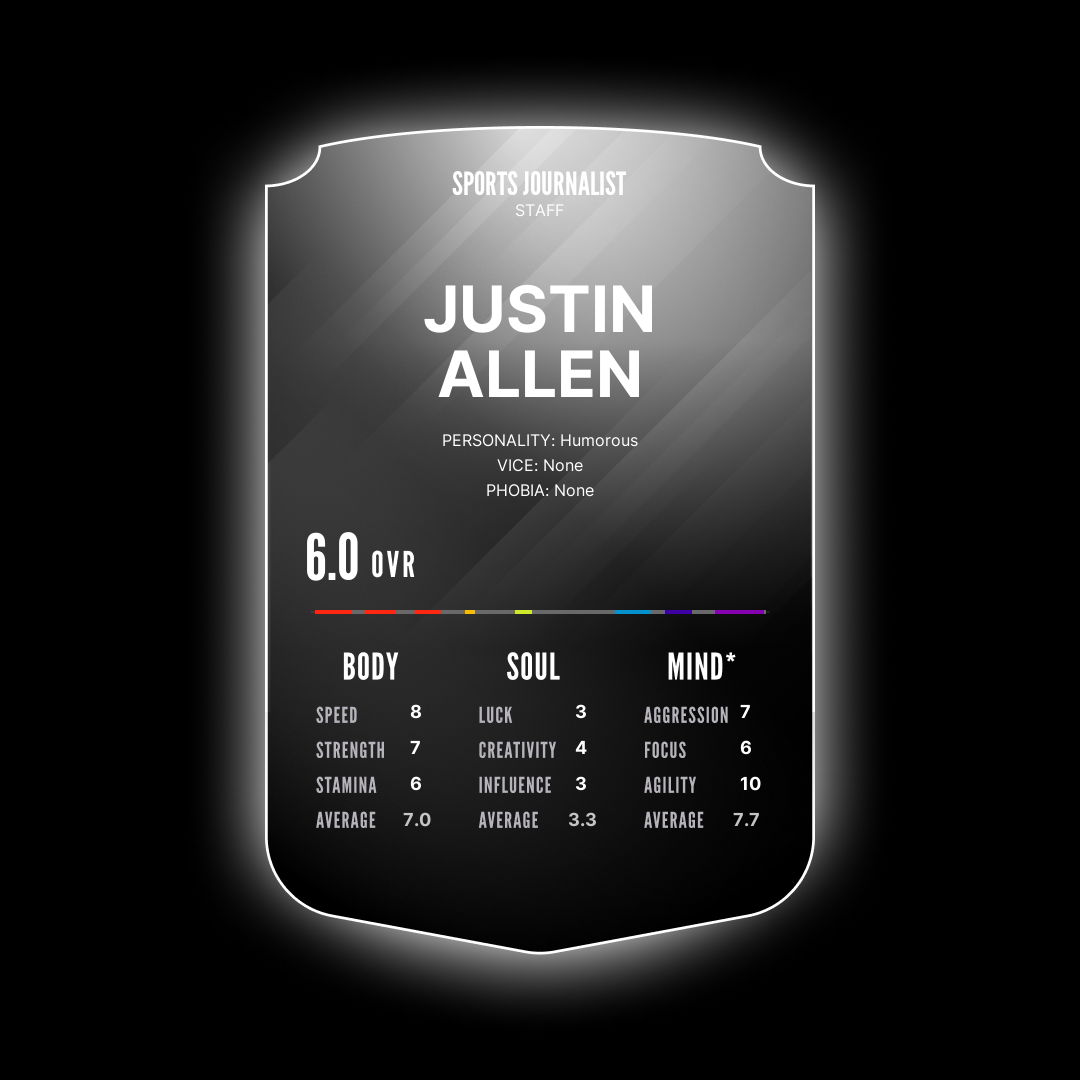 SPORTS JOURNALIST
STAFF
JUSTIN
ALLEN
PERSONALITY: Humorous
VICE: None
PHOBIA: None
6.0 OVR
BODY SOUL MIND*
SPEED 8 LUCK 3 AGGRESSION 7
STRENGTH 7 CREATIVITY 4 FOCUS 6
STAMINA 6 INFLUENCE 3 AGILITY 10
AVERAGE 7.0 AVERAGE 3.3 AVERAGE 7.7